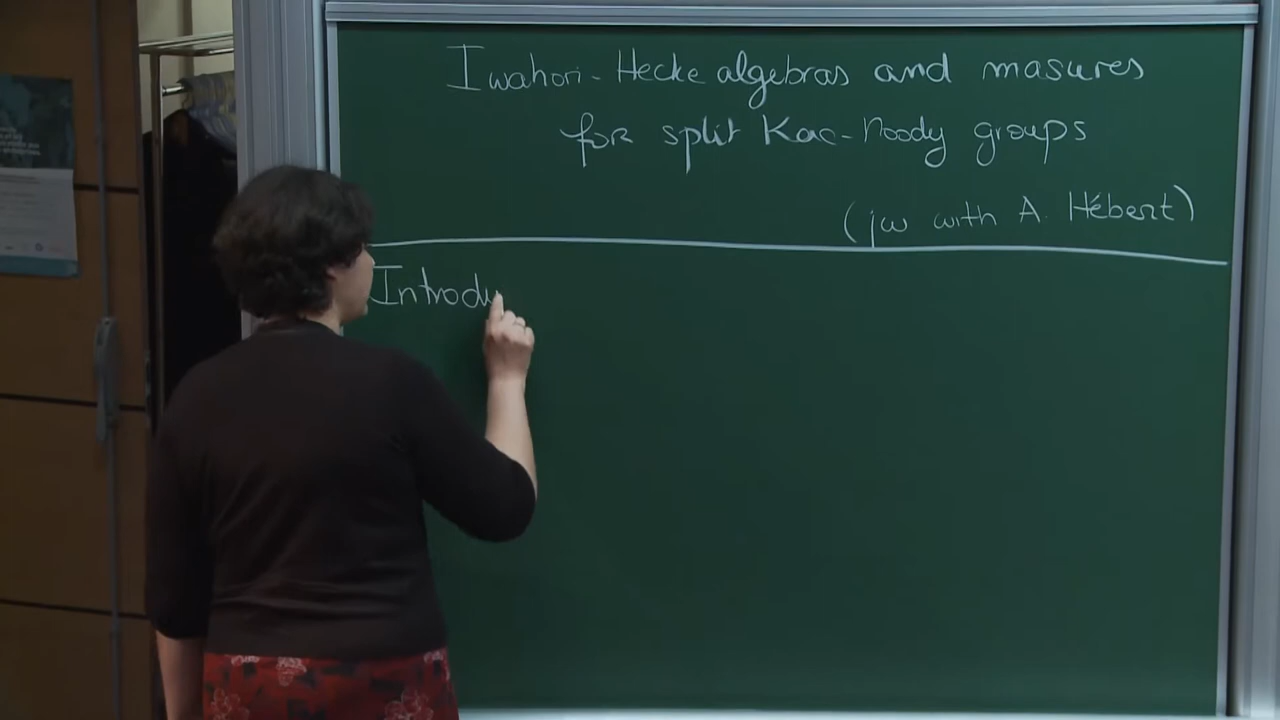 Iwahori-Hecke algebras and masures
for split Kac-Moody groups
(jw with A. Hébert)
Introdu